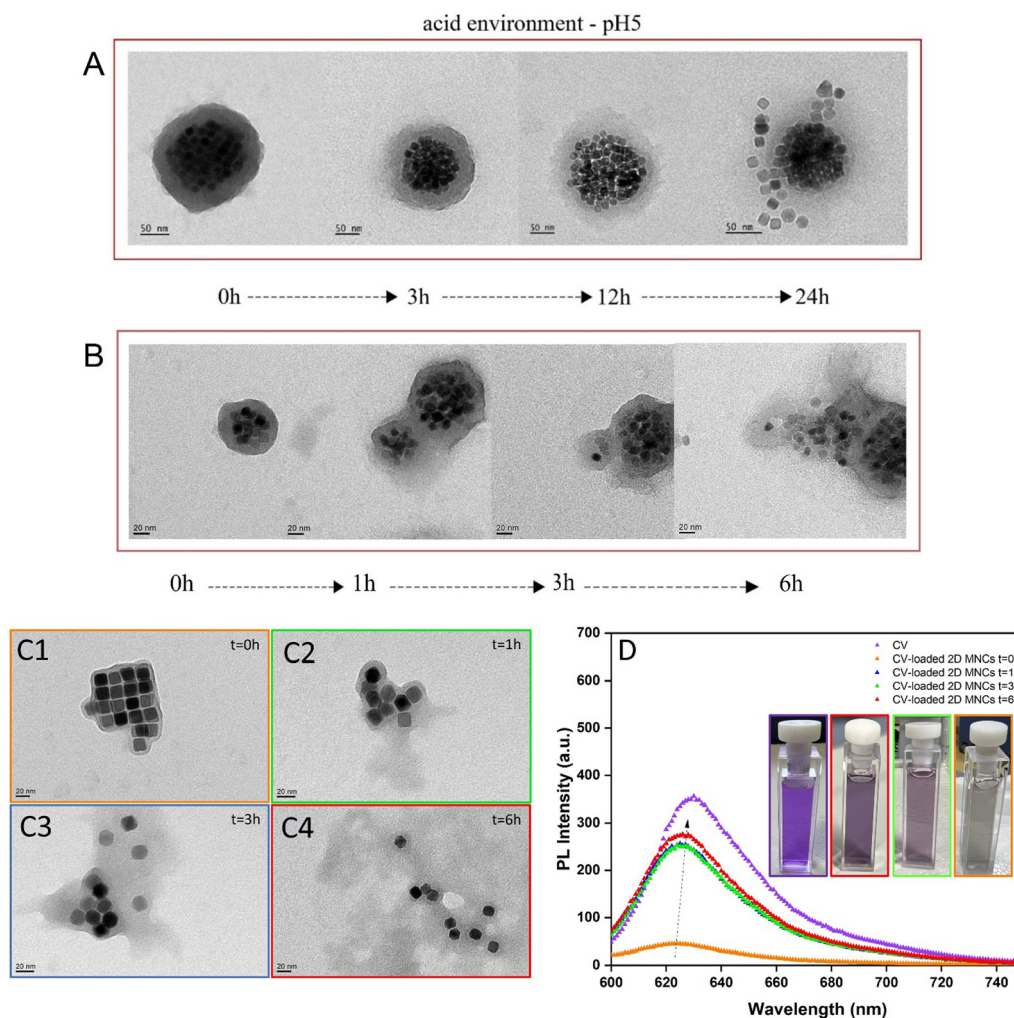 acid environment - pH5
A
50 nm
50 nm
50 nm
50 nm
0h
3h
12h
24h
B
20 nm
20 nm
20 nm
20 nm
0h
1h
3h
6h
C1
t=0h
20 nm
C2
t=1h
20 nm
C3
t=3h
20 nm
C4
t=6h
20 nm
D
CV
CV-loaded 2D MNCs t=0
CV-loaded 2D MNCs t=1
CV-loaded 2D MNCs t=3
CV-loaded 2D MNCs t=6
PL Intensity (a.u.)
700
600
500
400
300
200
100
0
600
620
640
660
680
700
720
740
Wavelength (nm)